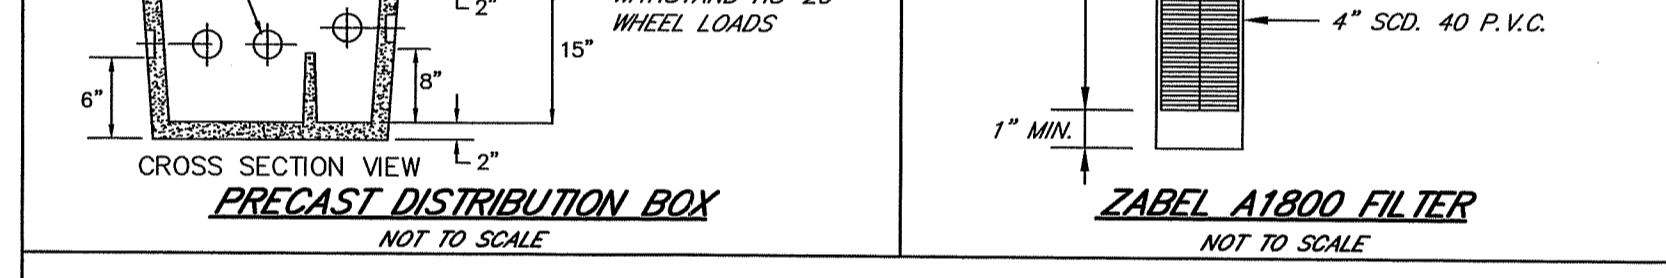 2"
WHEEL LOADS
15"
8"
6"
2"
CROSS SECTION VIEW
PRECAST DISTRIBUTION BOX
NOT TO SCALE
4" SCD. 40 P.V.C.
1" MIN.
ZABEL A1800 FILTER
NOT TO SCALE